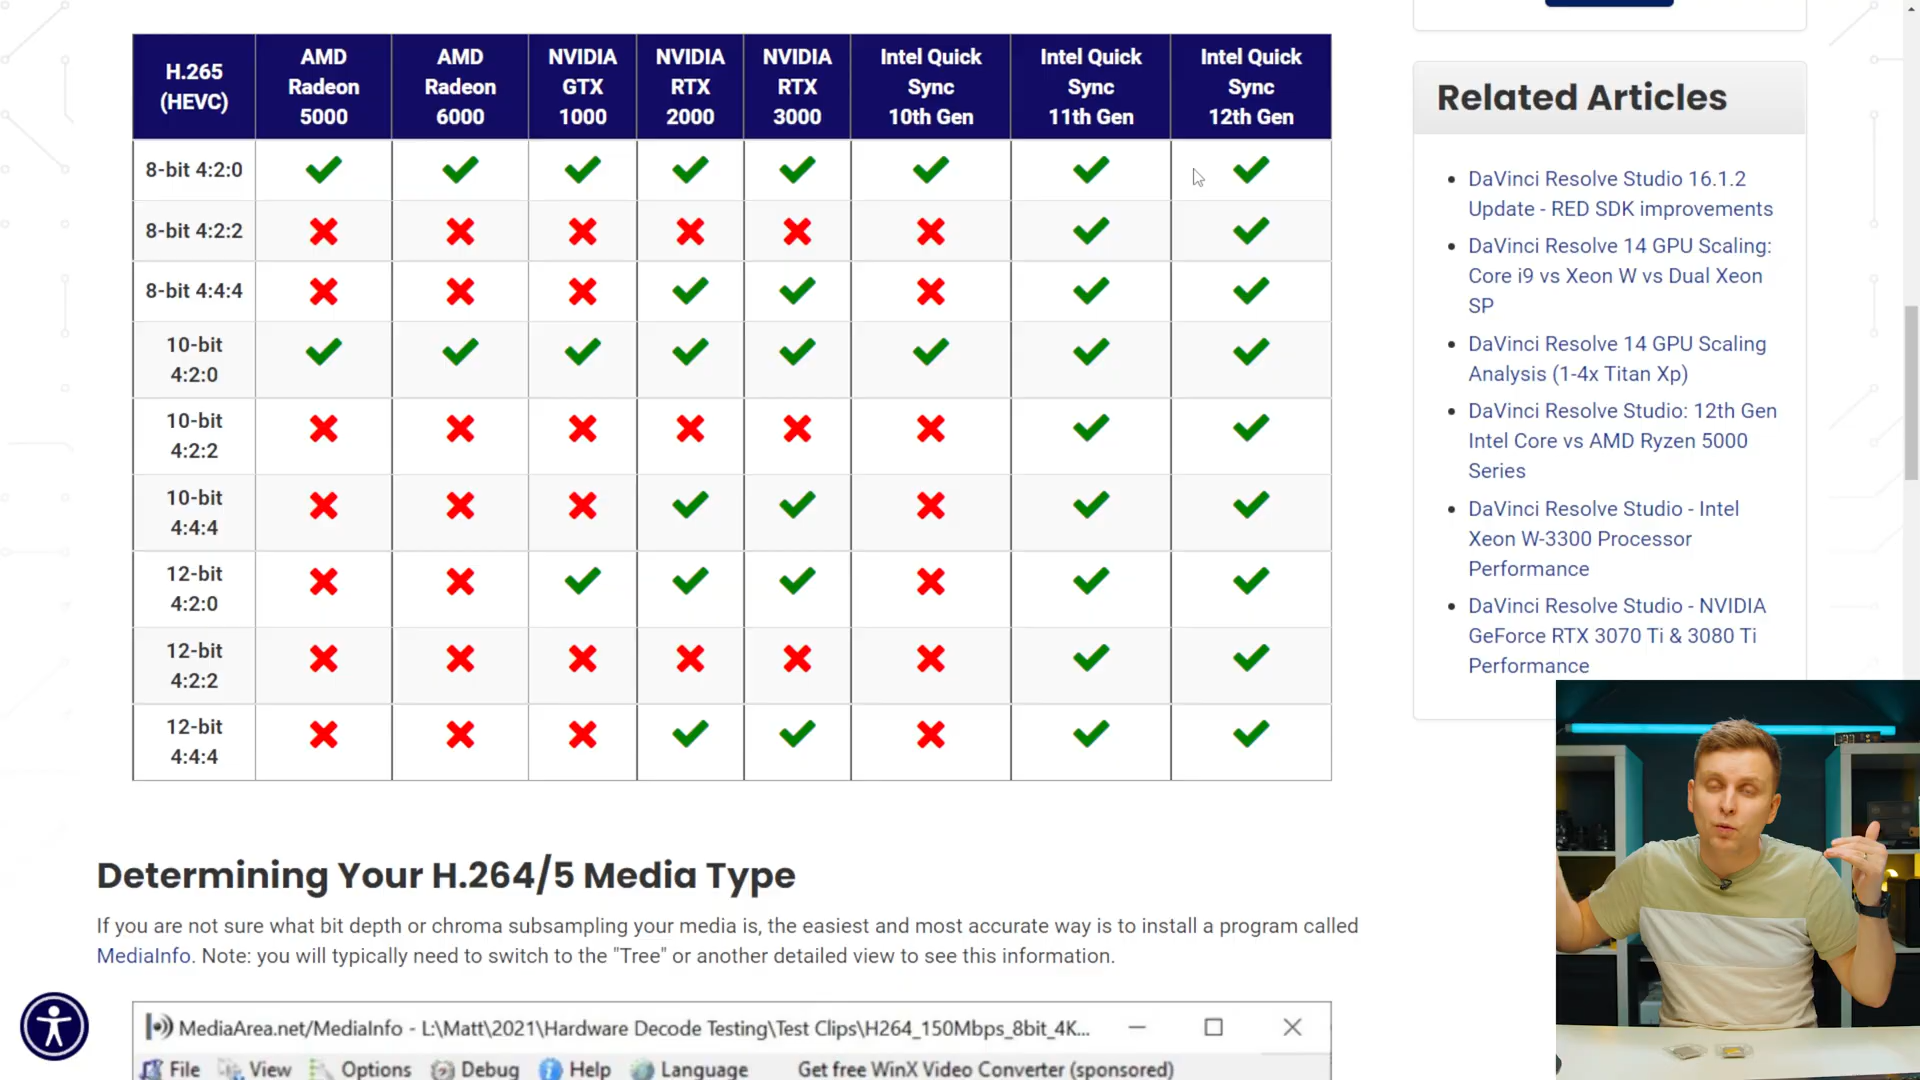 H.265 (HEVC)
AMD Radeon 5000
AMD Radeon 6000
NVIDIA GTX 1000
NVIDIA RTX 2000
NVIDIA RTX 3000
Intel Quick Sync 10th Gen
Intel Quick Sync 11th Gen
Intel Quick Sync 12th Gen
8-bit 4:2:0
8-bit 4:2:2
8-bit 4:4:4
10-bit 4:2:0
10-bit 4:2:2
10-bit 4:4:4
12-bit 4:2:0
12-bit 4:2:2
12-bit 4:4:4
Determining Your H.264/5 Media Type
If you are not sure what bit depth or chroma subsampling your media is, the easiest and most accurate way is to install a program called
MediaInfo. Note: you will typically need to switch to the "Tree" or another detailed view to see this information.
MediaArea.net/MediaInfo - L:\Matt\2021\Hardware Decode Testing\Test Clips\H264_150Mbps_8bit_4K...
File View Options Debug Help Language Get free WinX Video Converter (sponsored)
Related Articles
DaVinci Resolve Studio 16.1.2
Update - RED SDK improvements
DaVinci Resolve 14 GPU Scaling:
Core i9 vs Xeon W vs Dual Xeon
SP
DaVinci Resolve 14 GPU Scaling
Analysis (1-4x Titan Xp)
DaVinci Resolve Studio: 12th Gen
Intel Core vs AMD Ryzen 5000
Series
DaVinci Resolve Studio - Intel
Xeon W-3300 Processor
Performance
DaVinci Resolve Studio - NVIDIA
GeForce RTX 3070 Ti & 3080 Ti
Performance